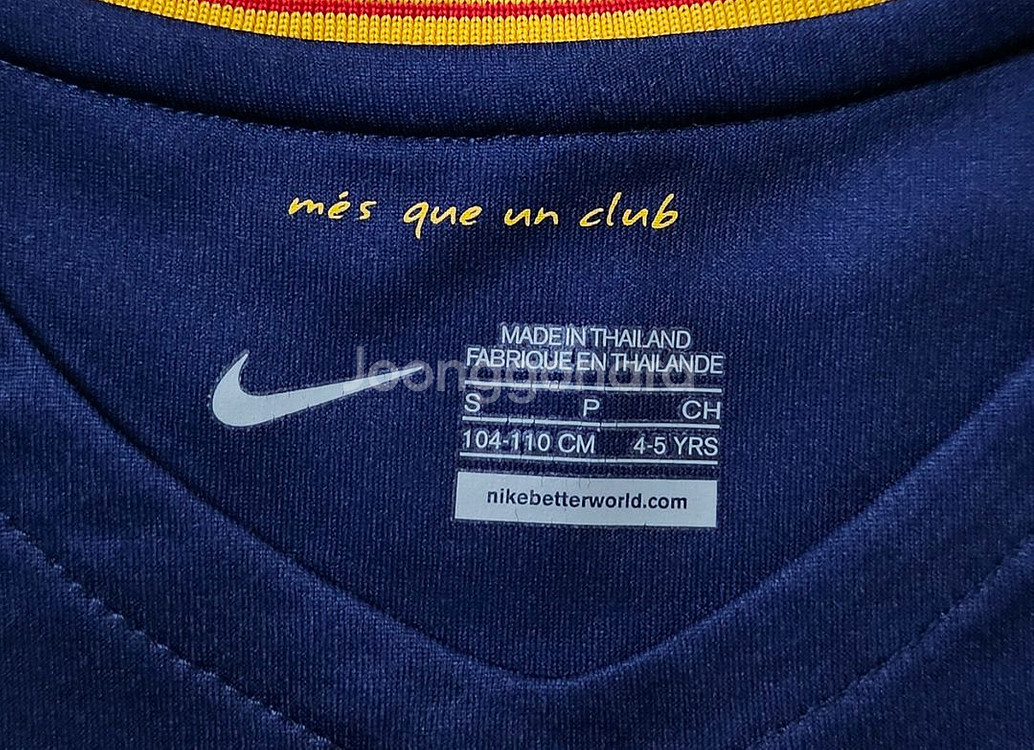 més que un club
MADE IN THAILAND
FABRIQUE EN THAILANDE
Joonggonara
S P CH
104-110 CM 4-5 YRS
nikebetterworld.com